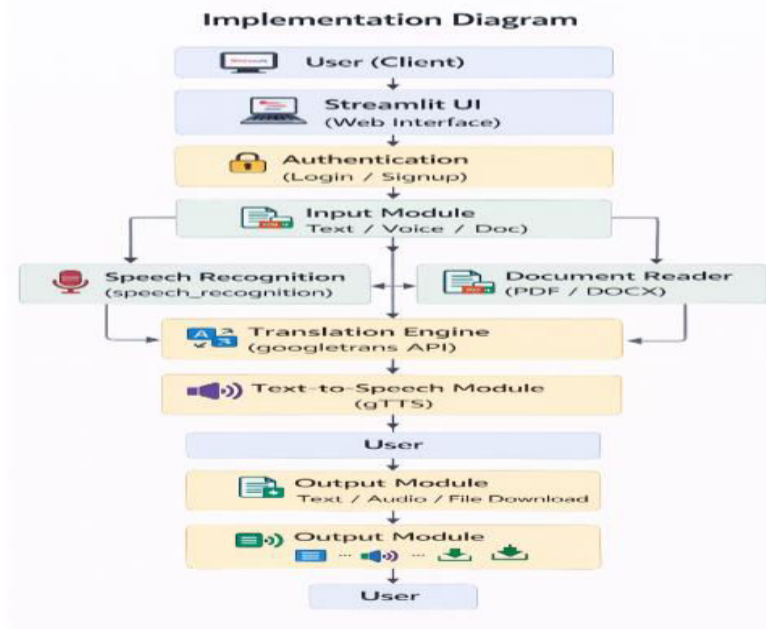 Implementation Diagram
User (Client)
Streamlit UI
(Web Interface)
Authentication
(Login / Signup)
Input Module
Text / Voice / Doc)
Speech Recognition
(speech_recognition)
Document Reader
(PDF / DOCX)
Translation Engine
(googletrans API)
Text-to-Speech Module
(gTTS)
User
Output Module
Text / Audio / File Download
Output Module
User